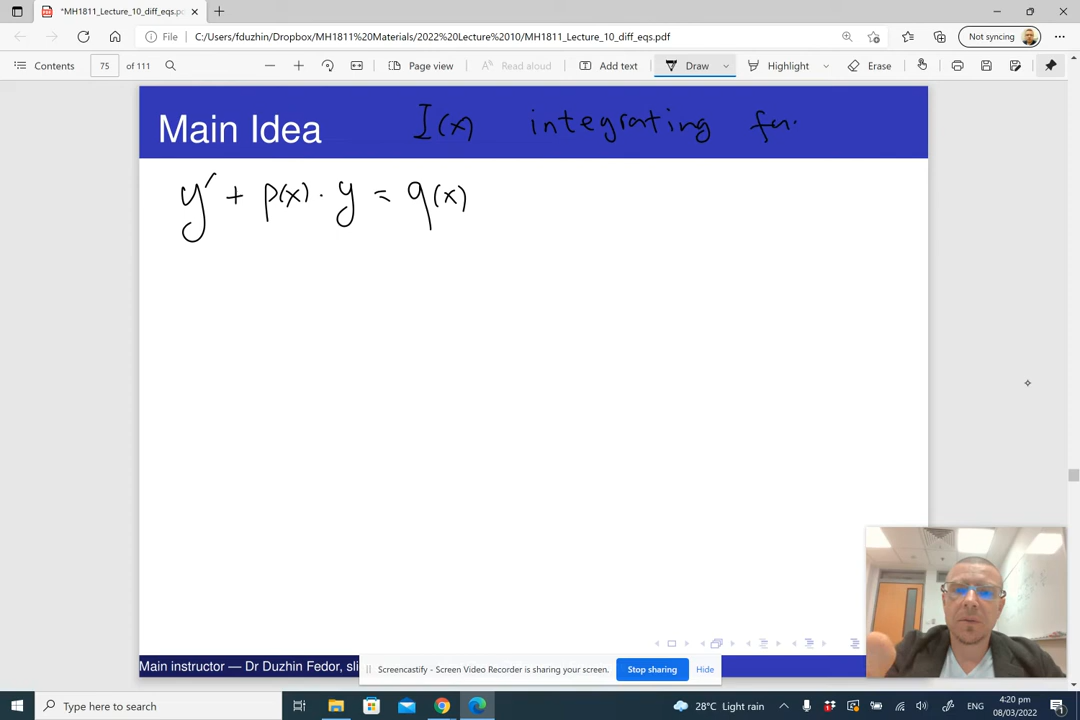 *MH1811_Lecture_10_diff_eqs.pd
File C:/Users/fduzhin/Dropbox/MH1811%20Materials/2022%20Lecture%2010/MH1811_Lecture_10_diff_eqs.pdf Not syncing
Contents 75 of 111 Page view Read aloud Add text Draw Highlight Erase
Main Idea I(x) integrating
y′ + p(x) · y = q(x)
Main instructor — Dr Duzhin Fedor, sli
Screencastify - Screen Video Recorder is sharing your screen. Stop sharing Hide
Type here to search 28°C Light rain ENG 4:20 pm
08/03/2022